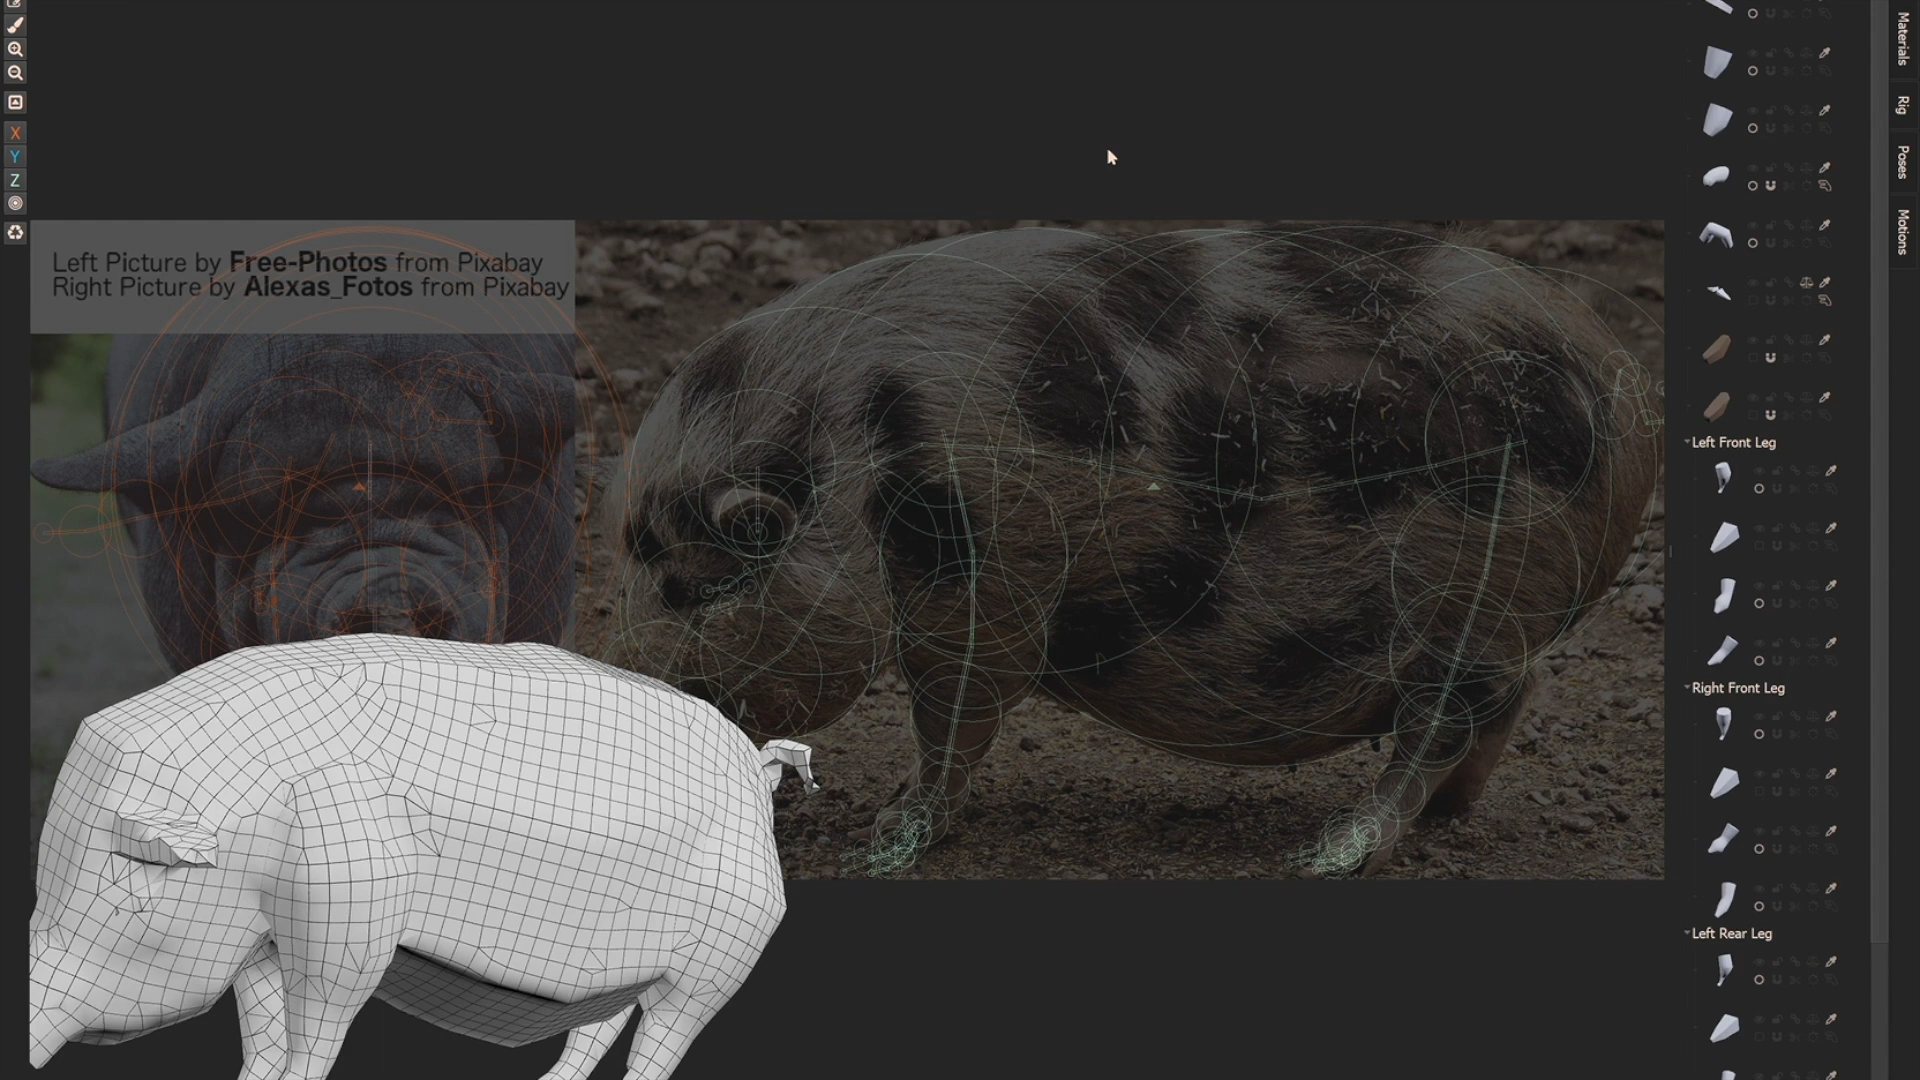 X
Y
Z
Left Picture by Free-Photos from Pixabay
Right Picture by Alexas_Fotos from Pixabay
Left Front Leg
Right Front Leg
Left Rear Leg
Materials
Rig
Poses
Motions